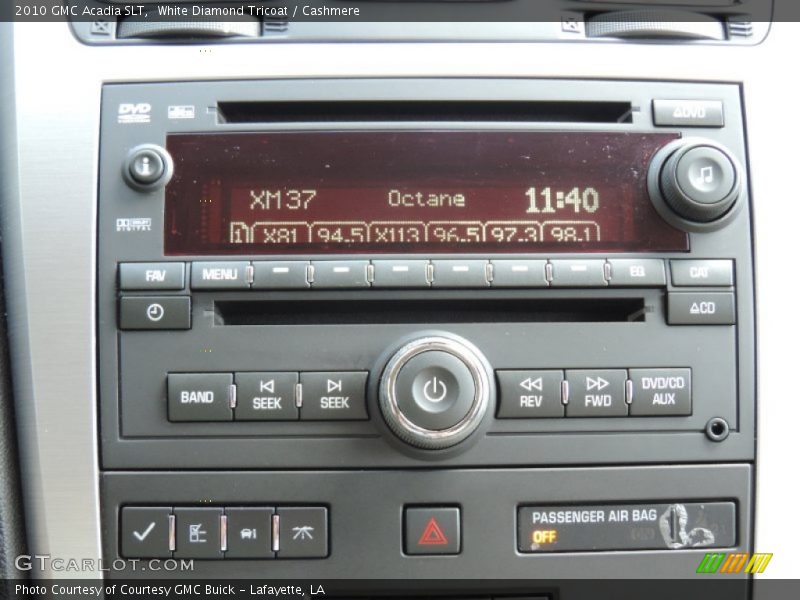 2010 GMC Acadia SLT,  White Diamond Tricoat / Cashmere
DVD
△DVD
i
XM37 Octane 11:40
1 X81 94.5 X113 96.5 97.3 98.1
DIGITAL
FAV MENU EQ CAT
△CD
BAND SEEK SEEK REV FWD DVD/CD AUX
PASSENGER AIR BAG
OFF
GTCarLot.com
Photo Courtesy of Courtesy GMC Buick - Lafayette, LA